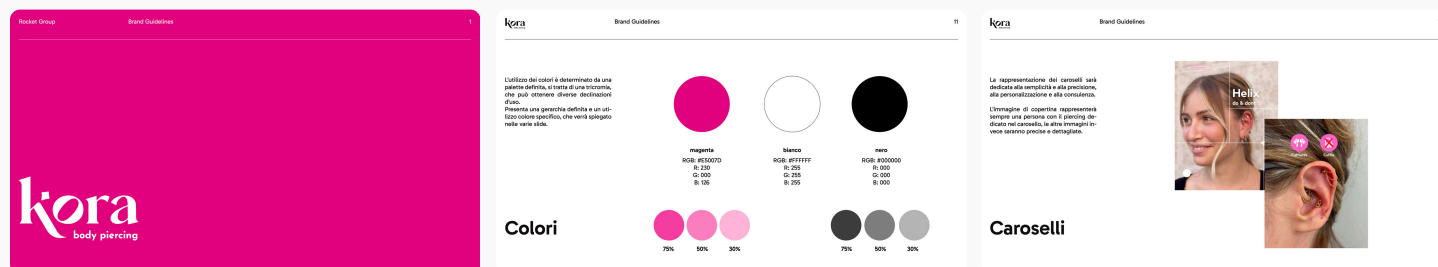 Rocket Group
Brand Guidelines
1
kora
body piercing
kora
Brand Guidelines
11
L'utilizzo dei colori è determinato da una
palette definita, si tratta di una tricromia,
che può ottenere diverse declinazioni
d'uso.
Presenta una gerarchia definita e un uti-
lizzo colore specifico, che verrà spiegato
nelle varie slide.
magenta
RGB: #E5007D
R: 230
G: 000
B: 126
bianco
RGB: #FFFFFF
R: 255
G: 255
B: 255
nero
RGB: #000000
R: 000
G: 000
B: 000
Colori
75%
50%
30%
75%
50%
30%
kora
Brand Guidelines
La rappresentazione dei caroselli sarà
dedicata alla semplicità e alla precisione,
alla personalizzazione e alla consulenza.
L'immagine di copertina rappresenterà
sempre una persona con il piercing de-
dicato nel carosello, le altre immagini in-
vece saranno precise e dettagliate.
Helix
do & dont
Caroselli